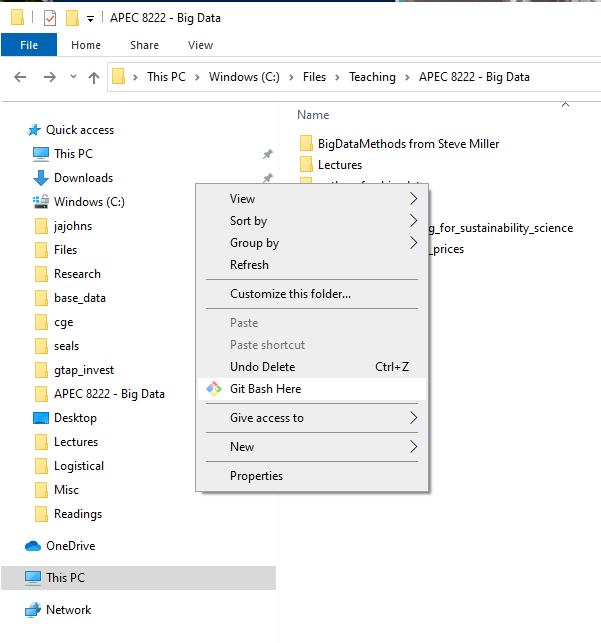 APEC 8222 - Big Data
File Home Share View
This PC Windows (C:) Files Teaching APEC 8222 - Big Data
Name
Quick access
This PC
Downloads
Windows (C:)
jajohns
Files
Research
base_data
cge
seals
gtap_invest
APEC 8222 - Big Data
Desktop
Lectures
Logistical
Misc
Readings
OneDrive
This PC
Network
BigDataMethods from Steve Miller
Lectures
g_for_sustainability_science
_prices
View
Sort by
Group by
Refresh
Customize this folder...
Paste
Paste shortcut
Undo Delete Ctrl+Z
Git Bash Here
Give access to
New
Properties